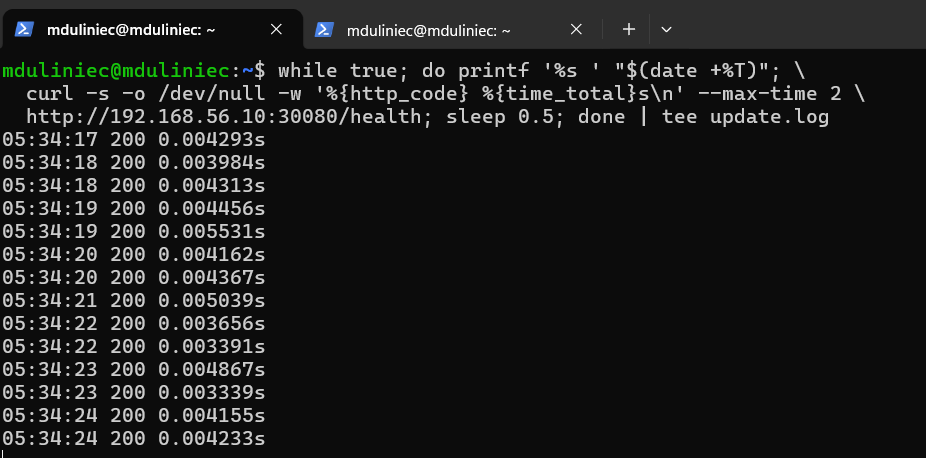 mduliniec@mduliniec: ~ mduliniec@mduliniec: ~
mduliniec@mduliniec:~$ while true; do printf '%s ' "$(date +%T)"; \
  curl -s -o /dev/null -w '%{http_code} %{time_total}s\n' --max-time 2 \
  http://192.168.56.10:30080/health; sleep 0.5; done | tee update.log
05:34:17 200 0.004293s
05:34:18 200 0.003984s
05:34:18 200 0.004313s
05:34:19 200 0.004456s
05:34:19 200 0.005531s
05:34:20 200 0.004162s
05:34:20 200 0.004367s
05:34:21 200 0.005039s
05:34:22 200 0.003656s
05:34:22 200 0.003391s
05:34:23 200 0.004867s
05:34:23 200 0.003339s
05:34:24 200 0.004155s
05:34:24 200 0.004233s